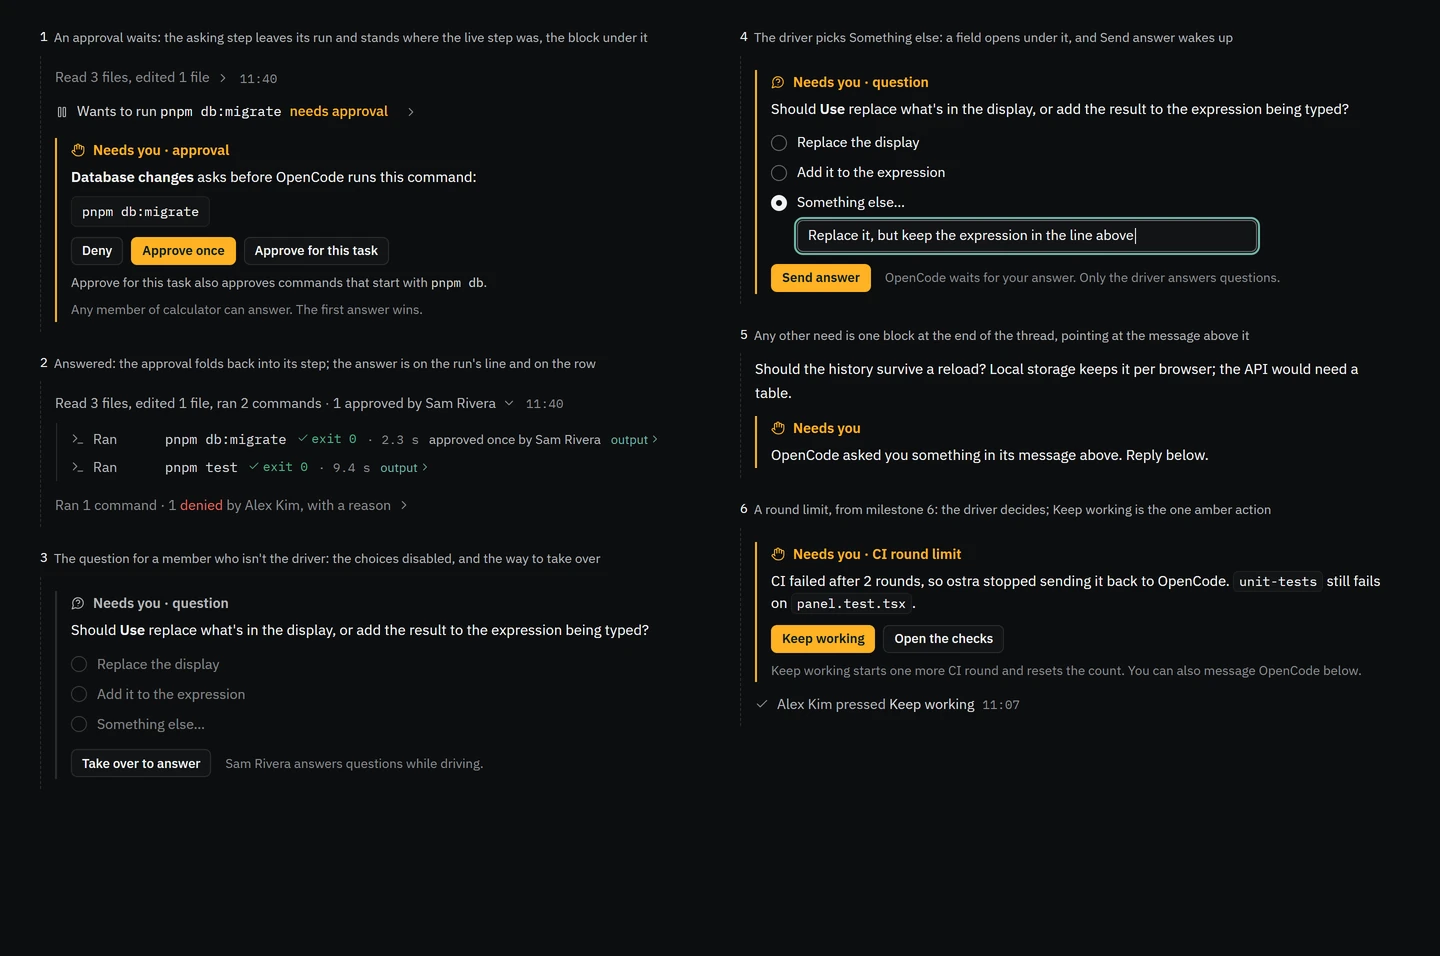 1 An approval waits: the asking step leaves its run and stands where the live step was, the block under it
Read 3 files, edited 1 file > 11:40
Wants to run pnpm db:migrate needs approval >
Needs you · approval
Database changes asks before OpenCode runs this command:
pnpm db:migrate
Deny Approve once Approve for this task
Approve for this task also approves commands that start with pnpm db.
Any member of calculator can answer. The first answer wins.
2 Answered: the approval folds back into its step; the answer is on the run's line and on the row
Read 3 files, edited 1 file, ran 2 commands · 1 approved by Sam Rivera 11:40
>_ Ran pnpm db:migrate ✓ exit 0 · 2.3 s approved once by Sam Rivera output >
>_ Ran pnpm test ✓ exit 0 · 9.4 s output >
Ran 1 command · 1 denied by Alex Kim, with a reason >
3 The question for a member who isn't the driver: the choices disabled, and the way to take over
Needs you · question
Should Use replace what's in the display, or add the result to the expression being typed?
Replace the display
Add it to the expression
Something else...
Take over to answer Sam Rivera answers questions while driving.
4 The driver picks Something else: a field opens under it, and Send answer wakes up
Needs you · question
Should Use replace what's in the display, or add the result to the expression being typed?
Replace the display
Add it to the expression
Something else...
Replace it, but keep the expression in the line above
Send answer OpenCode waits for your answer. Only the driver answers questions.
5 Any other need is one block at the end of the thread, pointing at the message above it
Should the history survive a reload? Local storage keeps it per browser; the API would need a
table.
Needs you
OpenCode asked you something in its message above. Reply below.
6 A round limit, from milestone 6: the driver decides; Keep working is the one amber action
Needs you · CI round limit
CI failed after 2 rounds, so ostra stopped sending it back to OpenCode. unit-tests still fails
on panel.test.tsx.
Keep working Open the checks
Keep working starts one more CI round and resets the count. You can also message OpenCode below.
✓ Alex Kim pressed Keep working 11:07